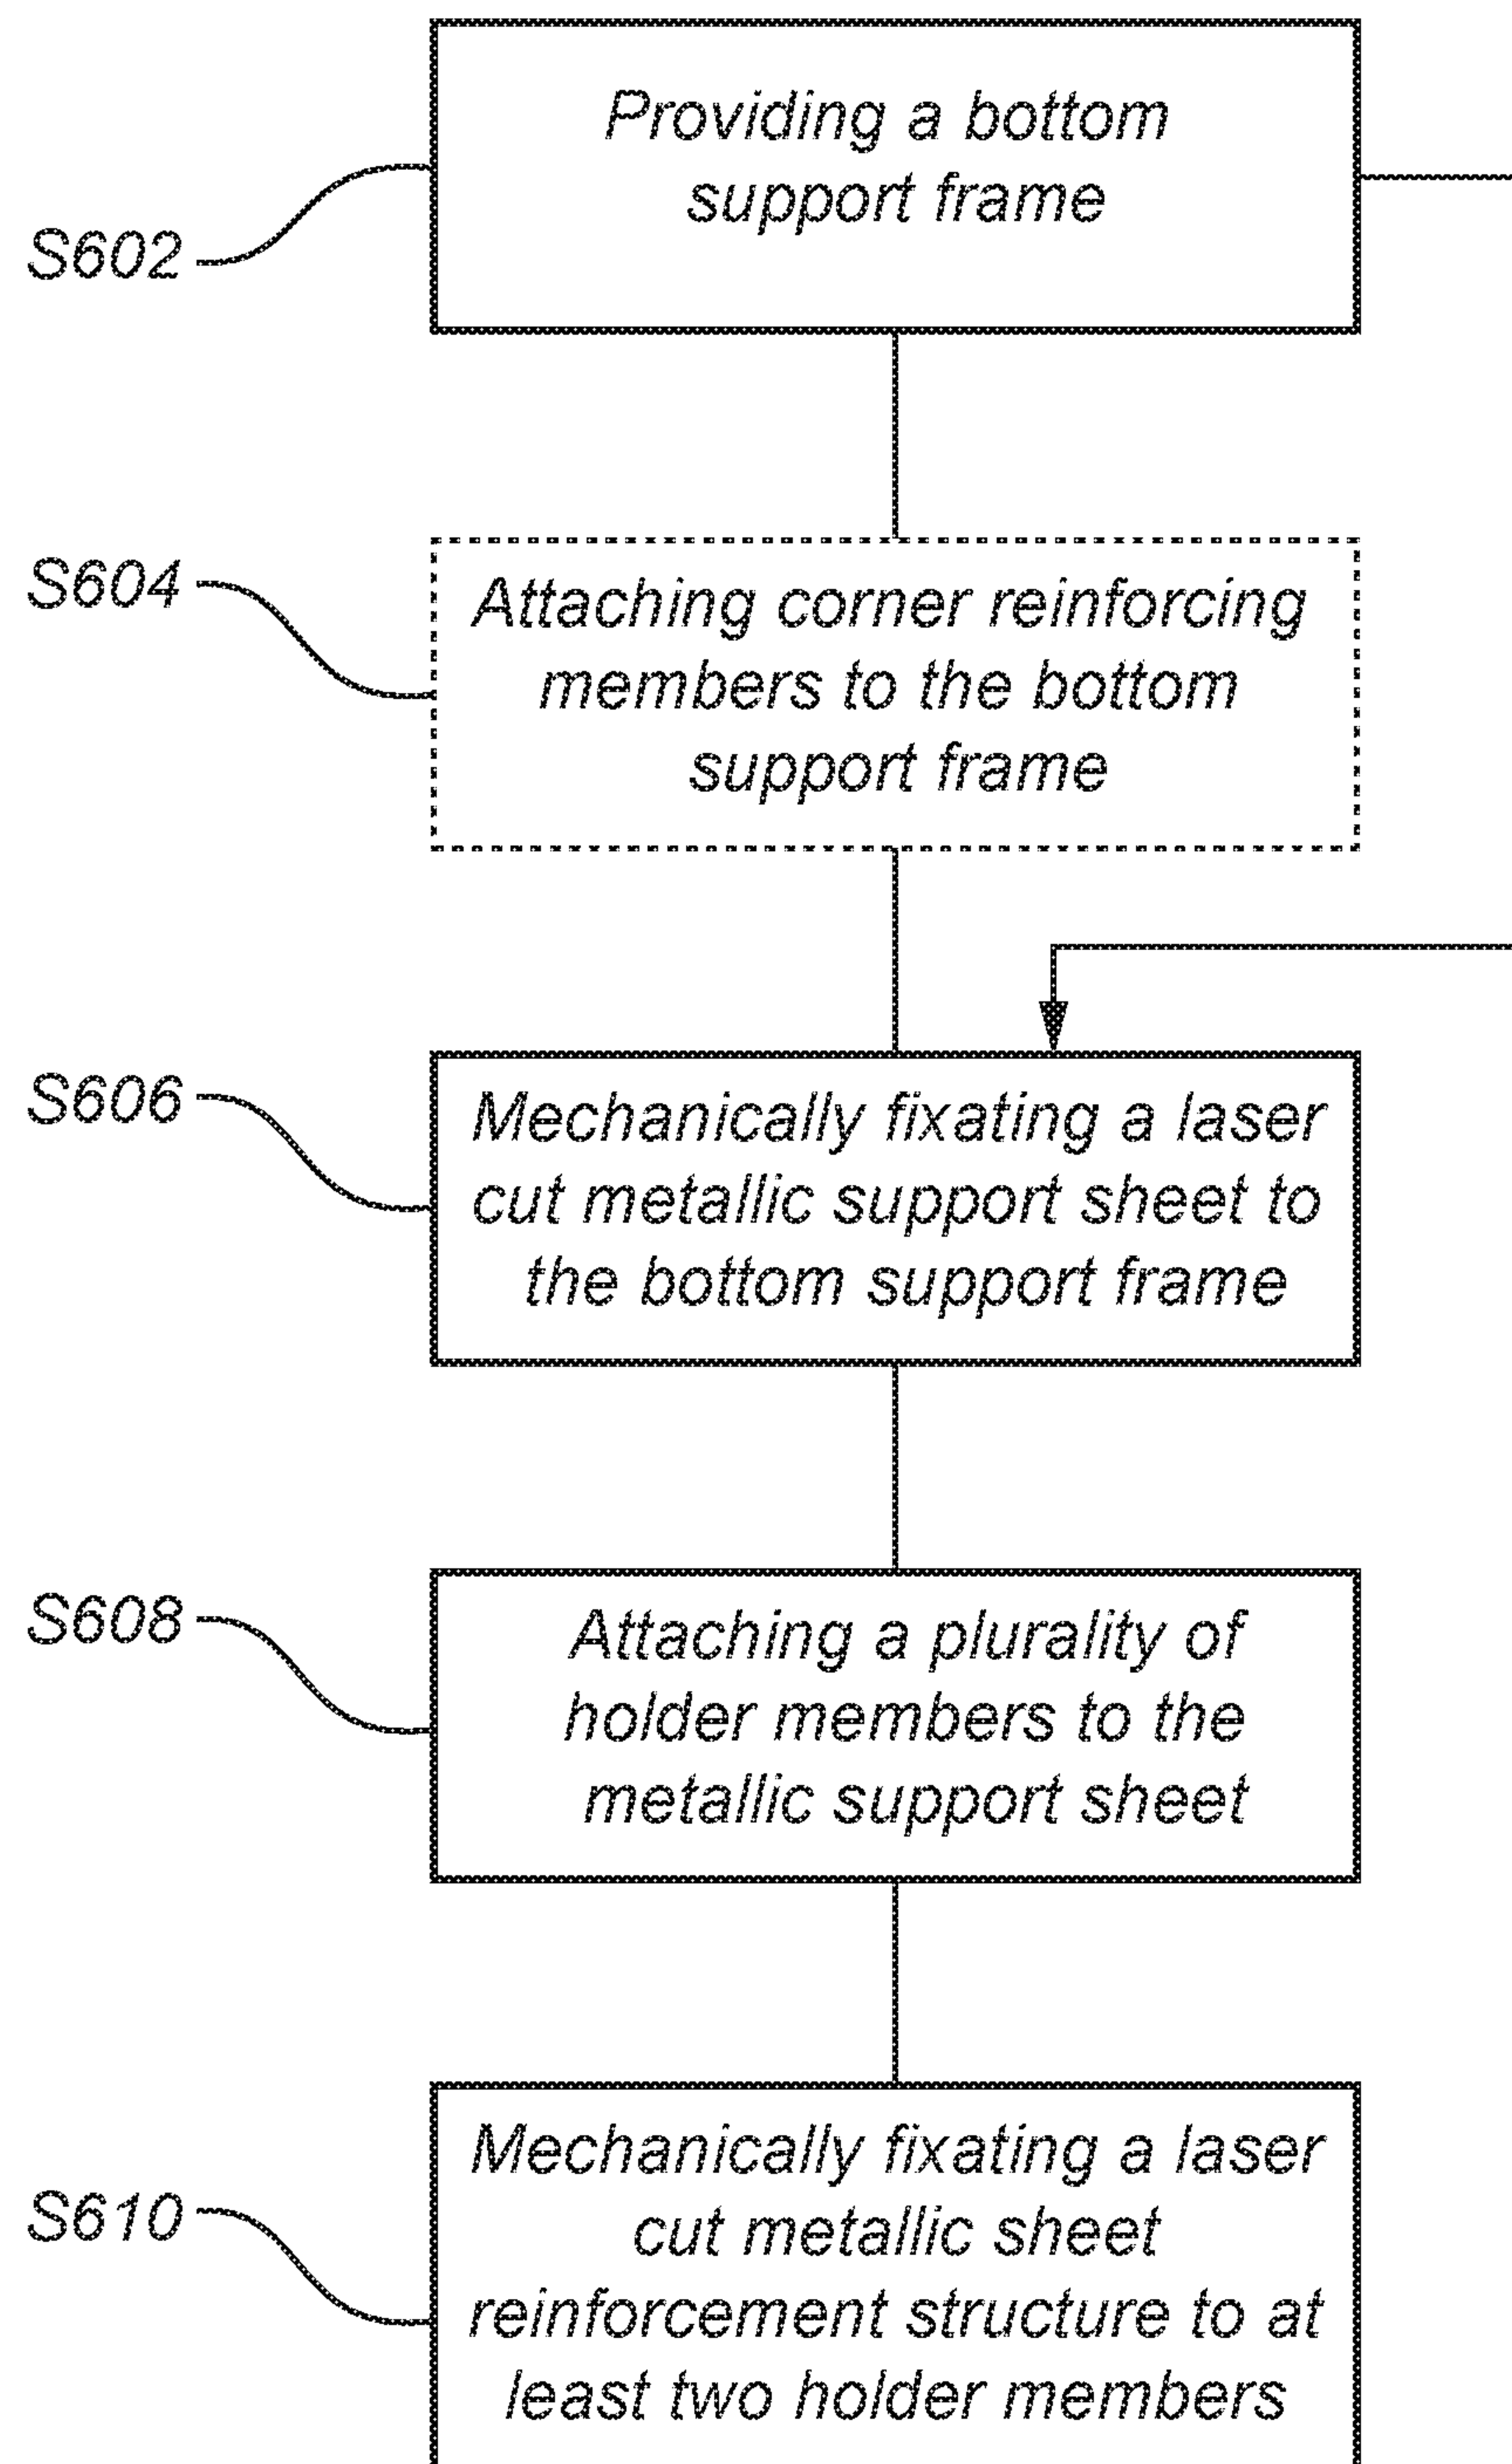 Providing a bottom
support frame
S602
S604
Attaching corner reinforcing
members to the bottom
support frame
S606
Mechanically fixating a laser
cut metallic support sheet to
the bottom support frame
S608
Attaching a plurality of
holder members to the
metallic support sheet
S610
Mechanically fixating a laser
cut metallic sheet
reinforcement structure to at
least two holder members